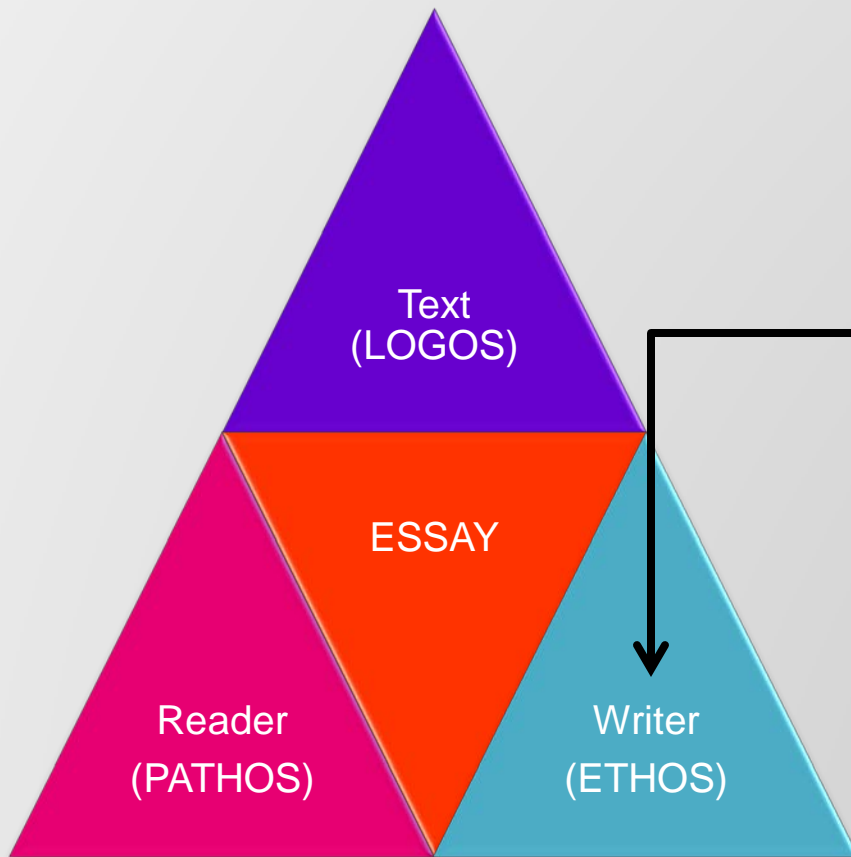 Text
(LOGOS)
ESSAY
Reader
(PATHOS)
Writer
(ETHOS)